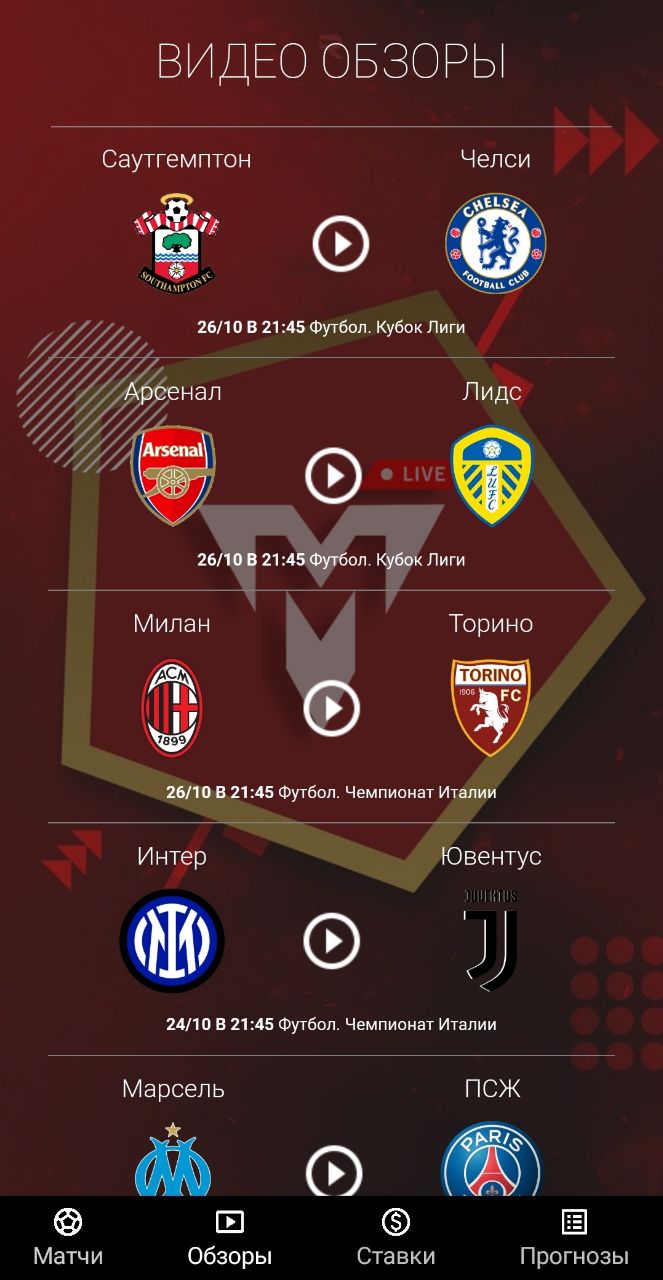 ВИДЕО ОБЗОРЫ
Саутгемптон Челси
SOUTHAMPTON FC
CHELSEA
FOOTBALL CLUB
26/10 В 21:45 Футбол. Кубок Лиги
Арсенал Лидс
Arsenal
LIVE
LUFC
26/10 В 21:45 Футбол. Кубок Лиги
Милан Торино
ACM
1899
TORINO
1906 FC
26/10 В 21:45 Футбол. Чемпионат Италии
Интер Ювентус
JUVENTUS
24/10 В 21:45 Футбол. Чемпионат Италии
Марсель ПСЖ
PARIS
Матчи Обзоры Ставки Прогнозы